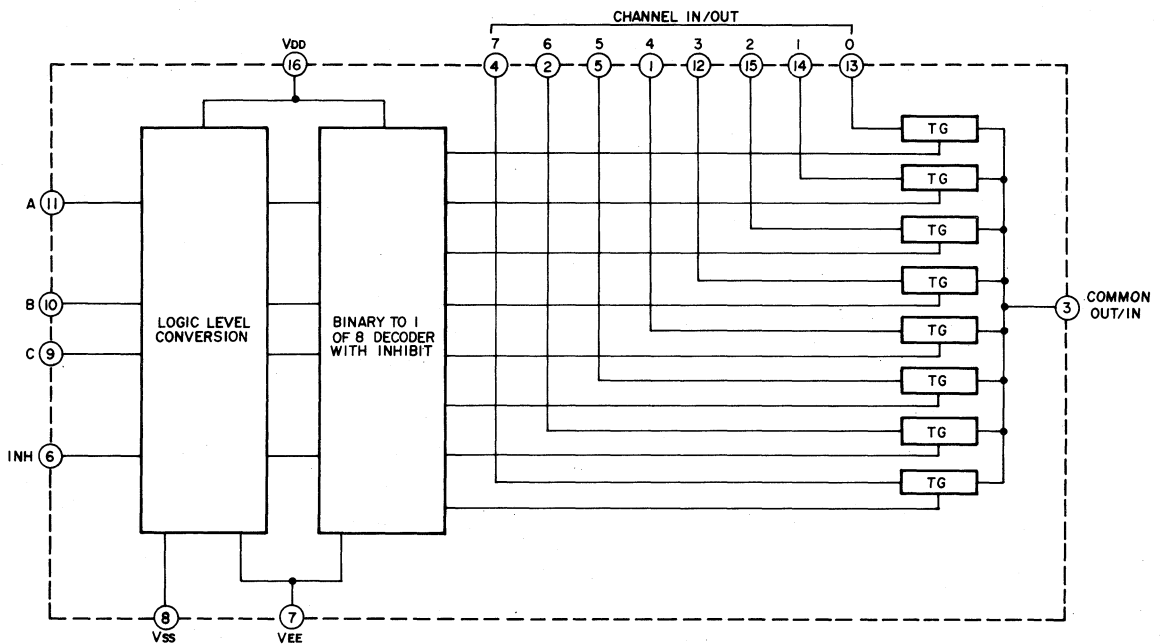 CHANNEL IN/OUT
7 6 5 4 3 2 1 0
VDD
16 4 2 5 1 12 15 14 13
TG
A 11
TG
TG
B 10
TG
3 COMMON OUT/IN
LOGIC LEVEL CONVERSION
BINARY TO 1 OF 8 DECODER WITH INHIBIT
TG
C 9
TG
TG
INH 6
TG
8 7
VSS VEE